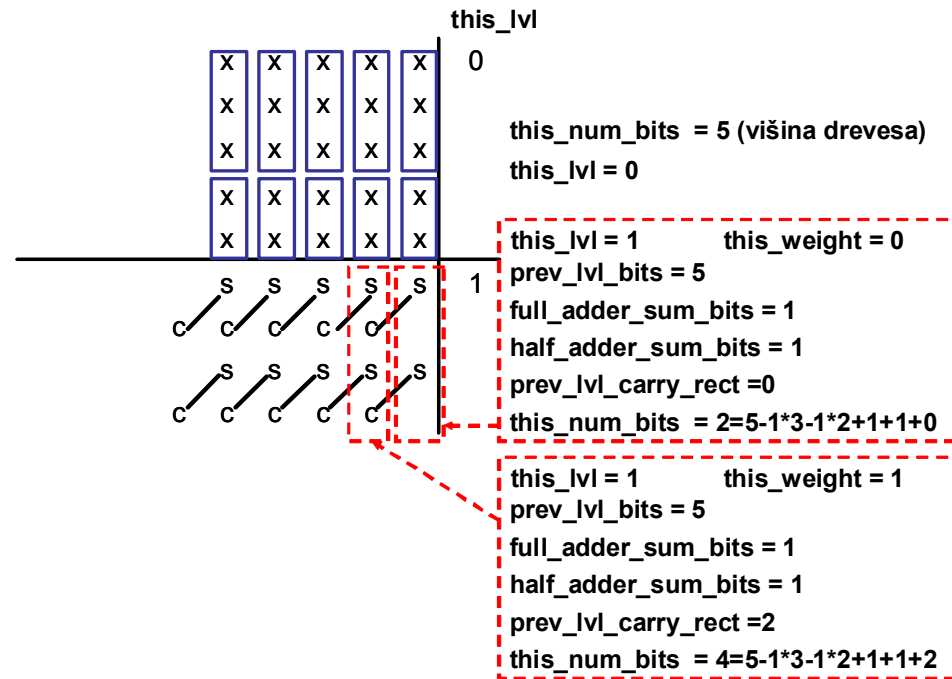 this_lvl
x x x x x 0
x x x x x
x x x x x
x x x x x
x x x x x
this_num_bits = 5 (višina drevesa)
this_lvl = 0
this_lvl = 1 this_weight = 0
prev_lvl_bits = 5
full_adder_sum_bits = 1
half_adder_sum_bits = 1
prev_lvl_carry_rect =0
this_num_bits = 2=5-1*3-1*2+1+1+0
S S S S S 1
C C C C C
S S S S S
C C C C C
this_lvl = 1 this_weight = 1
prev_lvl_bits = 5
full_adder_sum_bits = 1
half_adder_sum_bits = 1
prev_lvl_carry_rect =2
this_num_bits = 4=5-1*3-1*2+1+1+2